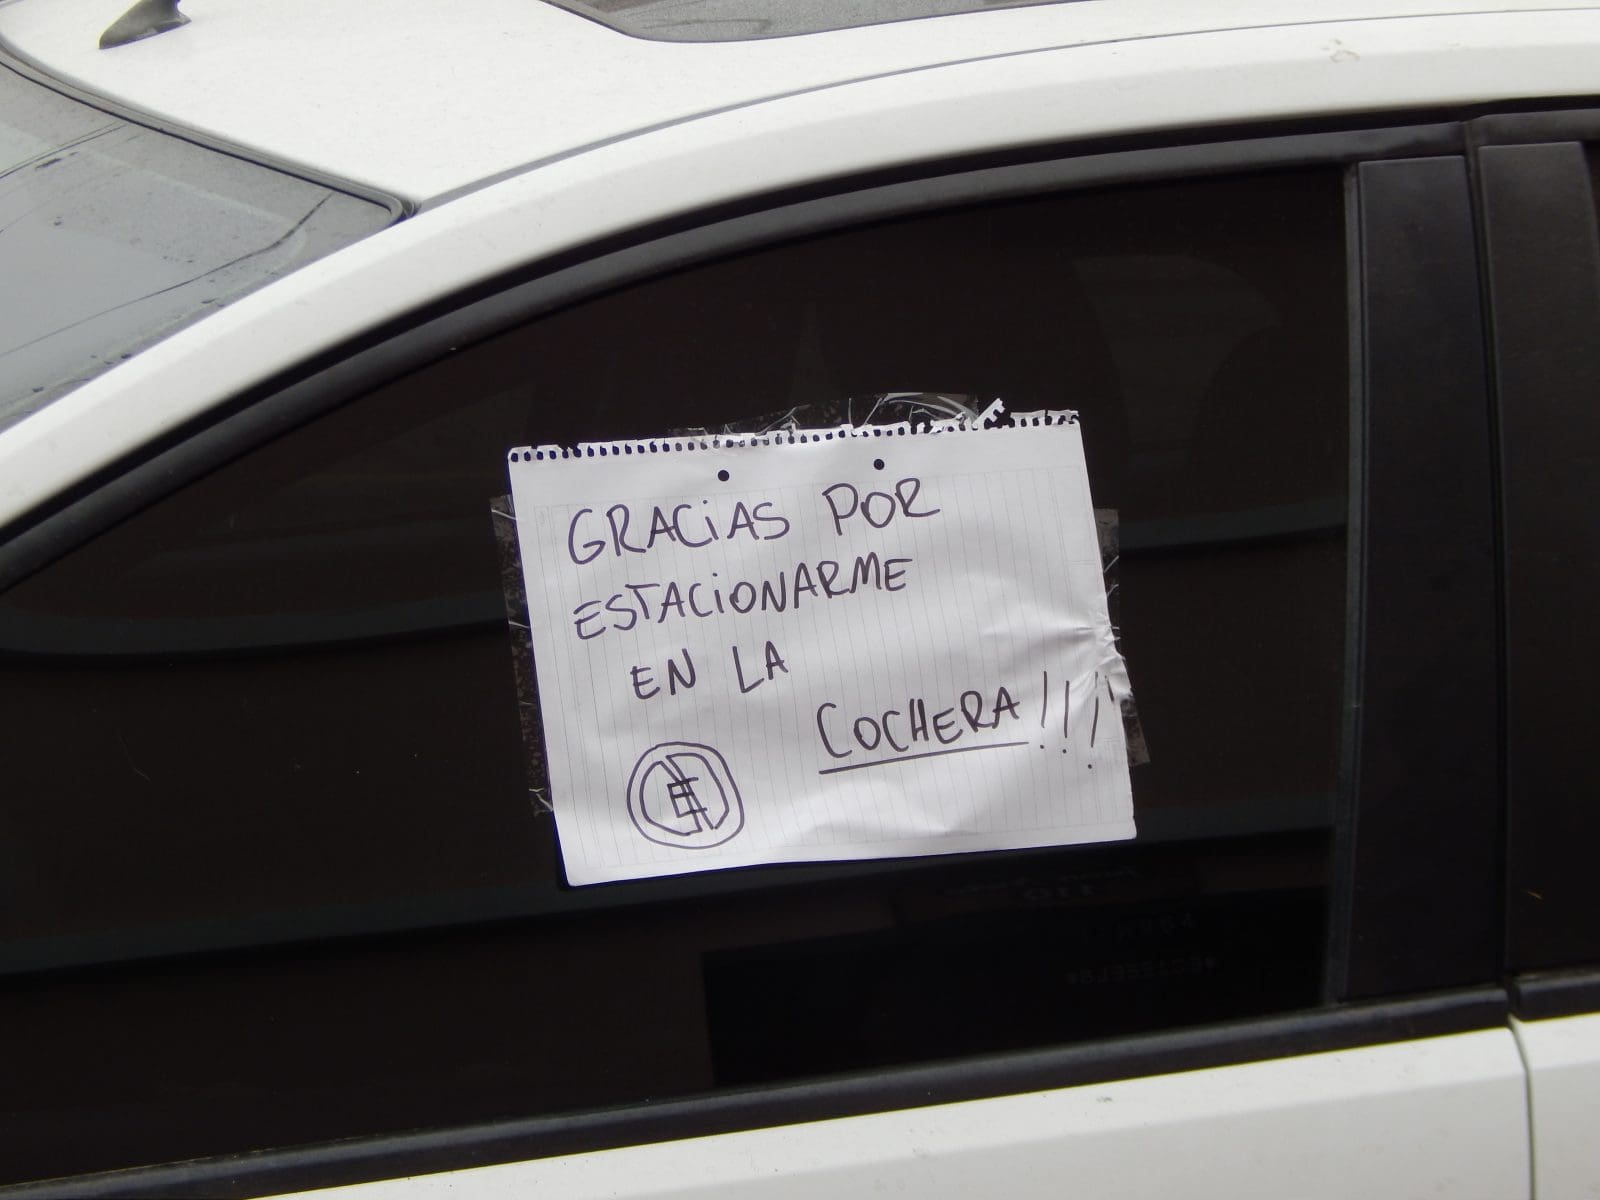 GRACiAS POR
ESTACiONARME
EN LA
COCHERA!!!
E